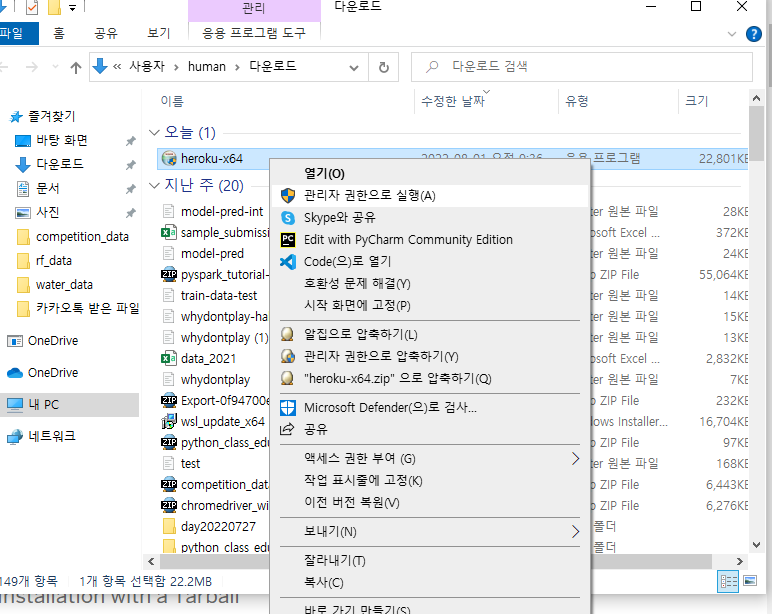 관리
다운로드
파일
홈
공유
보기
응용 프로그램 도구
« 사용자 › human › 다운로드
다운로드 검색
이름
수정한 날짜
유형
크기
즐겨찾기
바탕 화면
다운로드
문서
사진
competition_data
rf_data
water_data
카카오톡 받은 파일
OneDrive
OneDrive
내 PC
네트워크
오늘 (1)
heroku-x64
응용 프로그램
22,801KB
지난 주 (20)
model-pred-int
터 원본 파일
28KB
sample_submissi
osoft Excel ...
372KB
model-pred
ter 원본 파일
24KB
pyspark_tutorial-
ZIP File
55,064KB
train-data-test
ter 원본 파일
14KB
whydontplay-ha
ter 원본 파일
15KB
whydontplay (1)
ter 원본 파일
13KB
data_2021
osoft Excel ...
2,832KB
whydontplay
ter 원본 파일
7KB
Export-0f94700e
ZIP File
232KB
wsl_update_x64
Installer...
16,704KB
python_class_edu
ZIP File
97KB
test
ter 원본 파일
168KB
competition_data
ZIP File
6,443KB
chromedriver_wi
ZIP File
6,276KB
day20220727
폴더
python_class_edu
폴더
열기(O)
관리자 권한으로 실행(A)
Skype와 공유
Edit with PyCharm Community Edition
Code(으)로 열기
호환성 문제 해결(Y)
시작 화면에 고정(P)
알집으로 압축하기(L)
관리자 권한으로 압축하기(Y)
"heroku-x64.zip" 으로 압축하기(Q)
Microsoft Defender(으)로 검사...
공유
액세스 권한 부여 (G)
작업 표시줄에 고정(K)
이전 버전 복원(V)
보내기(N)
잘라내기(T)
복사(C)
바로 가기 만들기(S)
149개 항목
1개 항목 선택함 22.2MB
Installation with a Tarball